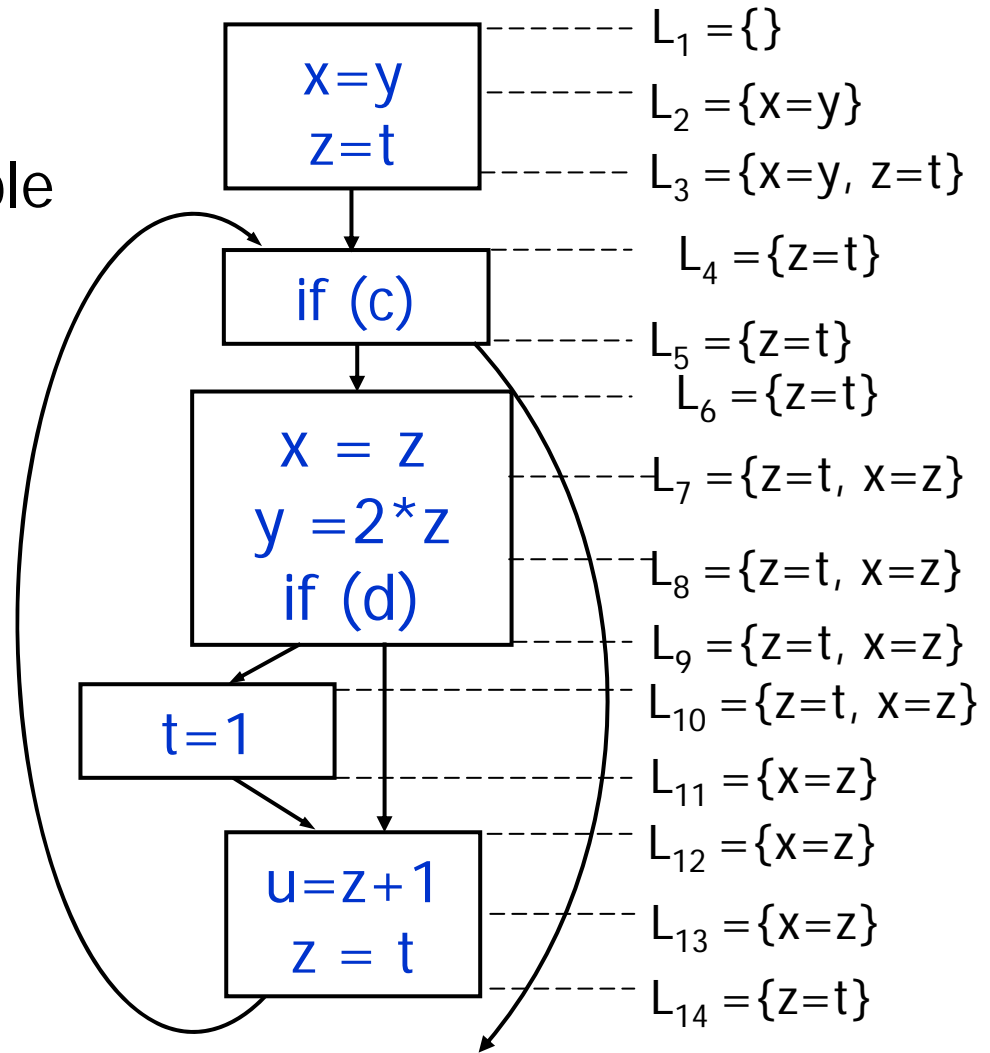 L₁ ={}
x=y
L₂ ={x=y}
z=t
L₃ ={x=y, z=t}
ple
L₄ ={z=t}
if (c)
L₅ ={z=t}
L₆ ={z=t}
x = z
L₇ ={z=t, x=z}
y =2*z
L₈ ={z=t, x=z}
if (d)
L₉ ={z=t, x=z}
L₁₀ ={z=t, x=z}
t=1
L₁₁ ={x=z}
L₁₂ ={x=z}
u=z+1
L₁₃ ={x=z}
z = t
L₁₄ ={z=t}